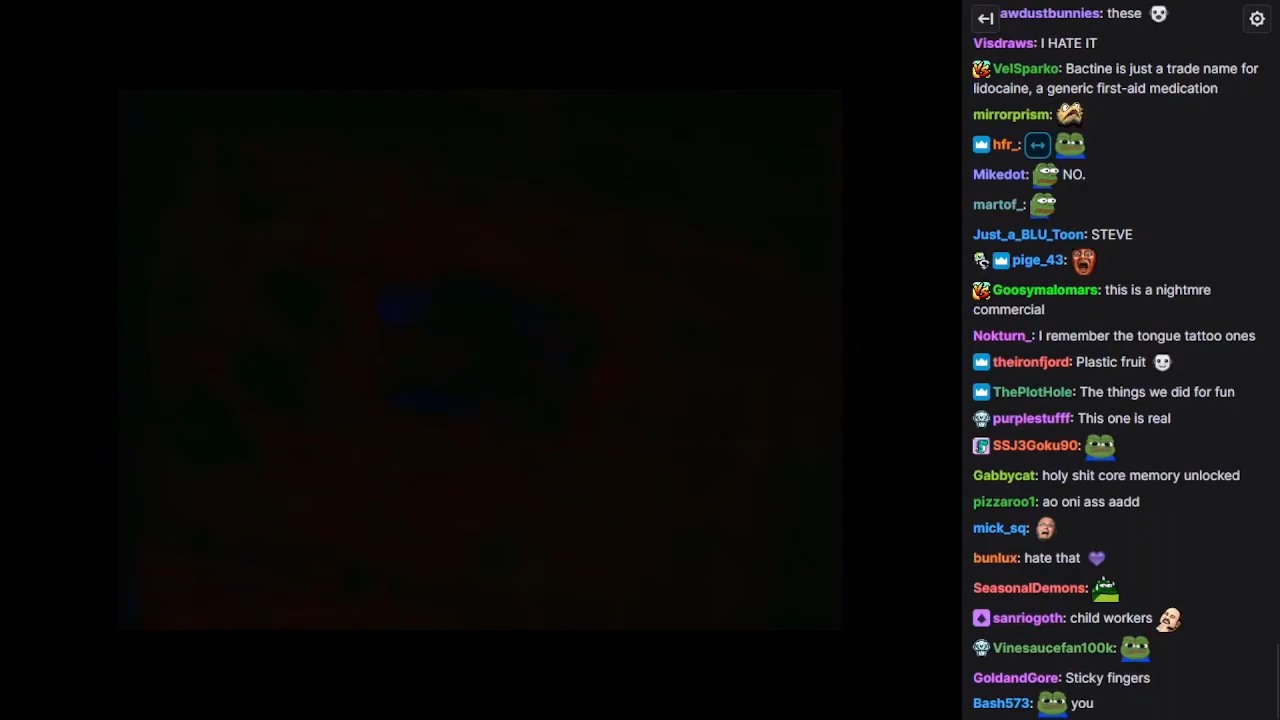 awdustbunnies: these
Visdraws: I HATE IT
VelSparko: Bactine is just a trade name for
lidocaine, a generic first-aid medication
mirrorprism:
hfr_:
Mikedot: NO.
martof_:
Just_a_BLU_Toon: STEVE
pige_43:
Goosymalomars: this is a nightmre
commercial
Nokturn_: I remember the tongue tattoo ones
theironfjord: Plastic fruit
ThePlotHole: The things we did for fun
purplestufff: This one is real
SSJ3Goku90:
Gabbycat: holy shit core memory unlocked
pizzaroo1: ao oni ass aadd
mick_sq:
bunlux: hate that
SeasonalDemons:
sanriogoth: child workers
Vinesaucefan100k:
GoldandGore: Sticky fingers
Bash573: you